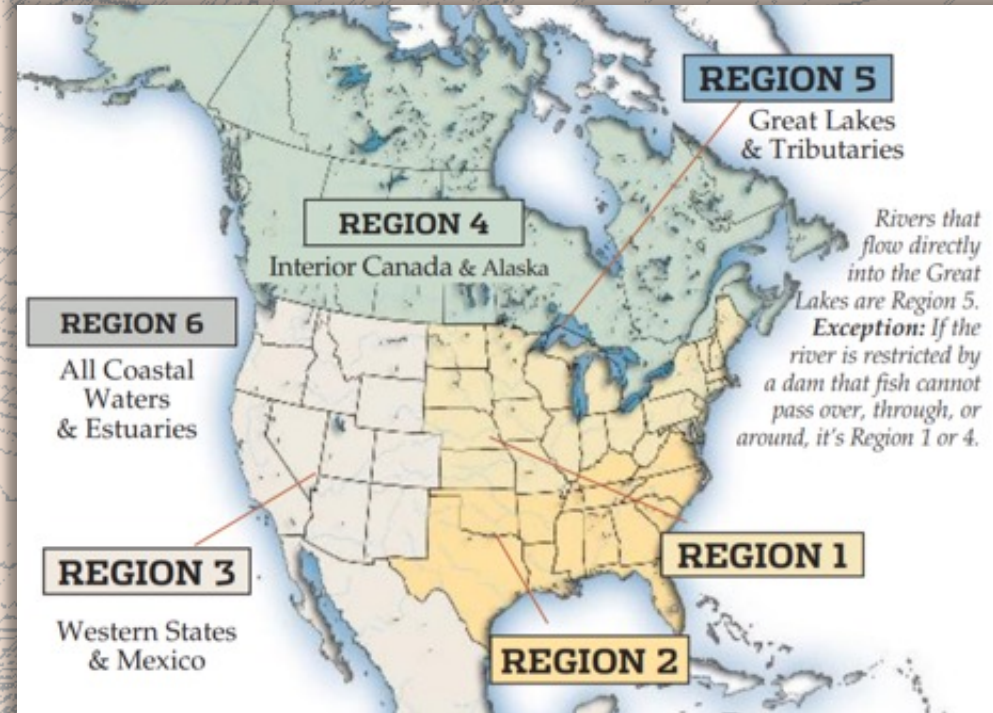 REGION 5
Great Lakes
& Tributaries
REGION 4
Interior Canada & Alaska
Rivers that
flow directly
into the Great
Lakes are Region 5.
Exception: If the
river is restricted by
a dam that fish cannot
pass over, through, or
around, it's Region 1 or 4.
REGION 6
All Coastal
Waters
& Estuaries
REGION 3
Western States
& Mexico
REGION 1
REGION 2